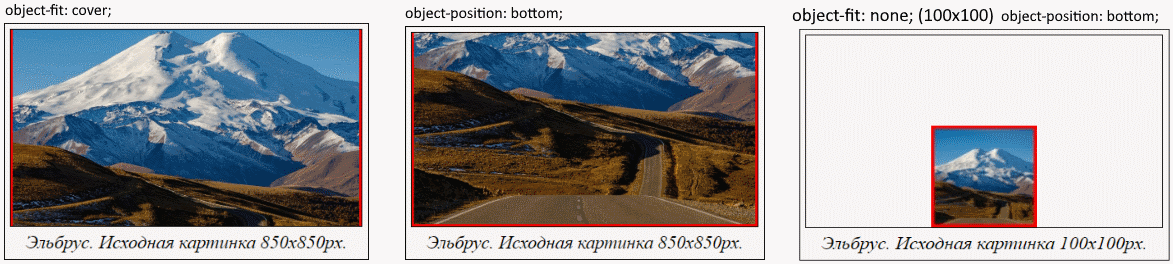 object-fit: cover;
Эльбрус. Исходная картинка 850x850px.
object-position: bottom;
Эльбрус. Исходная картинка 850x850px.
object-fit: none; (100x100) object-position: bottom;
Эльбрус. Исходная картинка 100x100px.